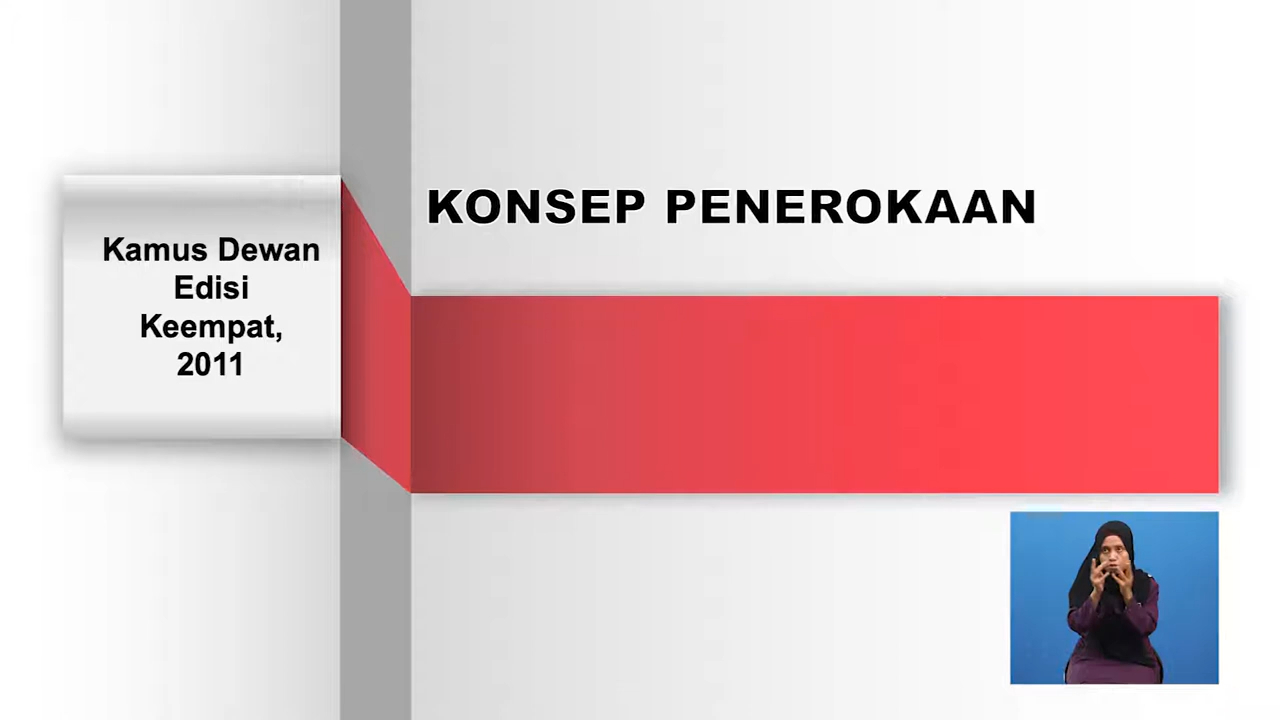 KONSEP PENEROKAAN
Kamus Dewan
Edisi
Keempat,
2011